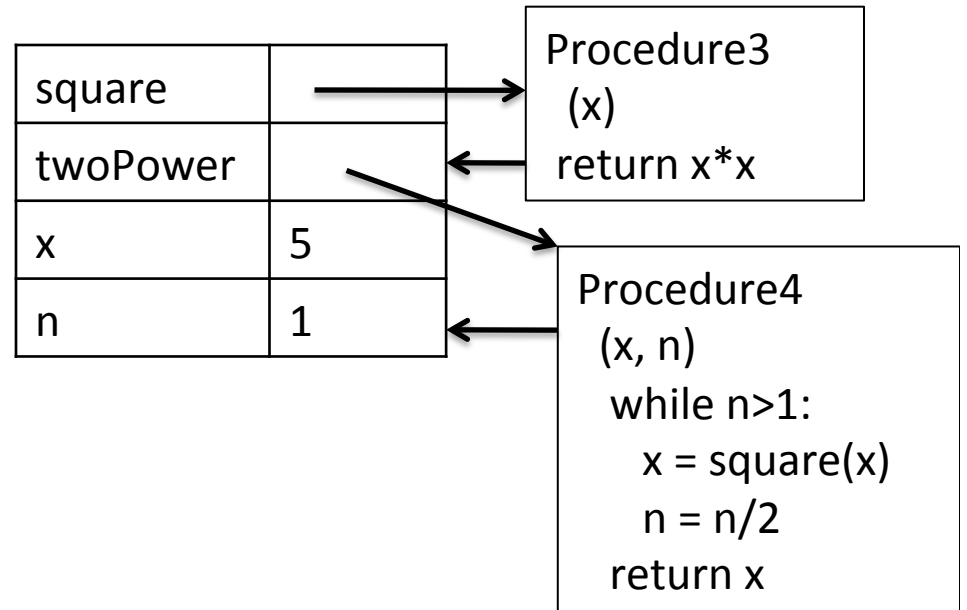 square
twoPower
x 5
n 1
Procedure3
(x)
return x*x
Procedure4
(x, n)
while n>1:
x = square(x)
n = n/2
return x